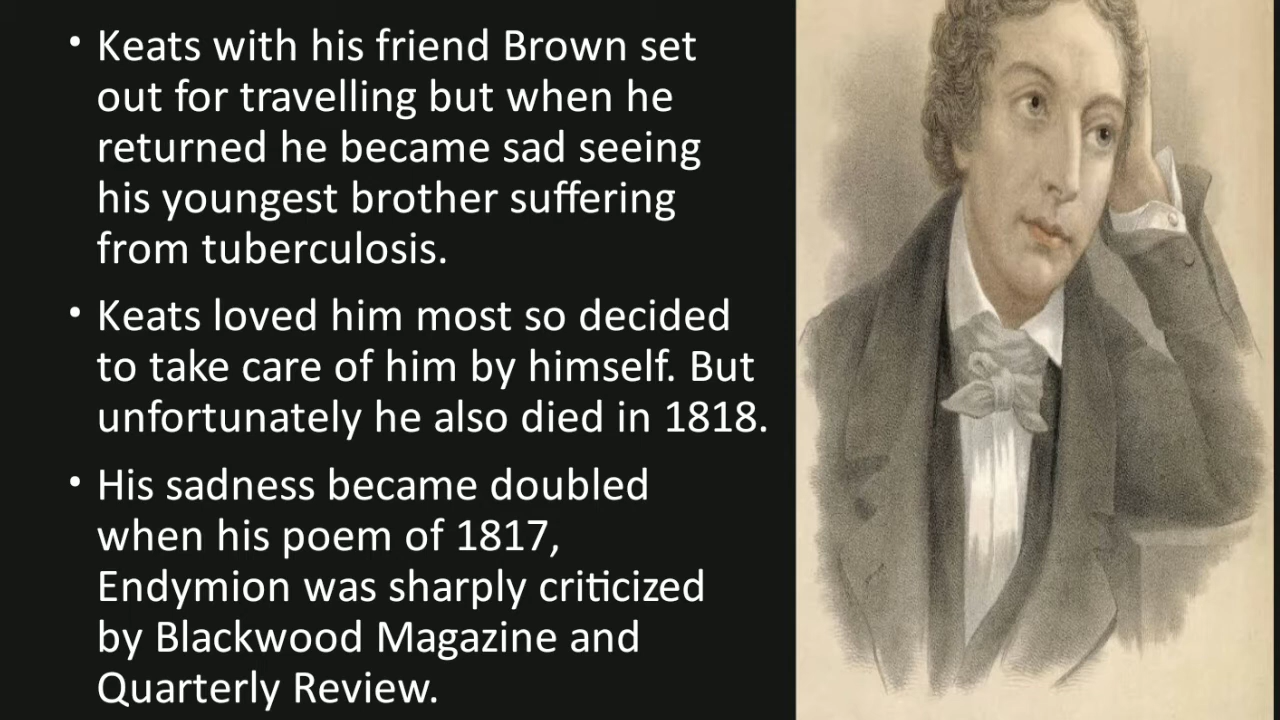 • Keats with his friend Brown set
out for travelling but when he
returned he became sad seeing
his youngest brother suffering
from tuberculosis.
• Keats loved him most so decided
to take care of him by himself. But
unfortunately he also died in 1818.
• His sadness became doubled
when his poem of 1817,
Endymion was sharply criticized
by Blackwood Magazine and
Quarterly Review.